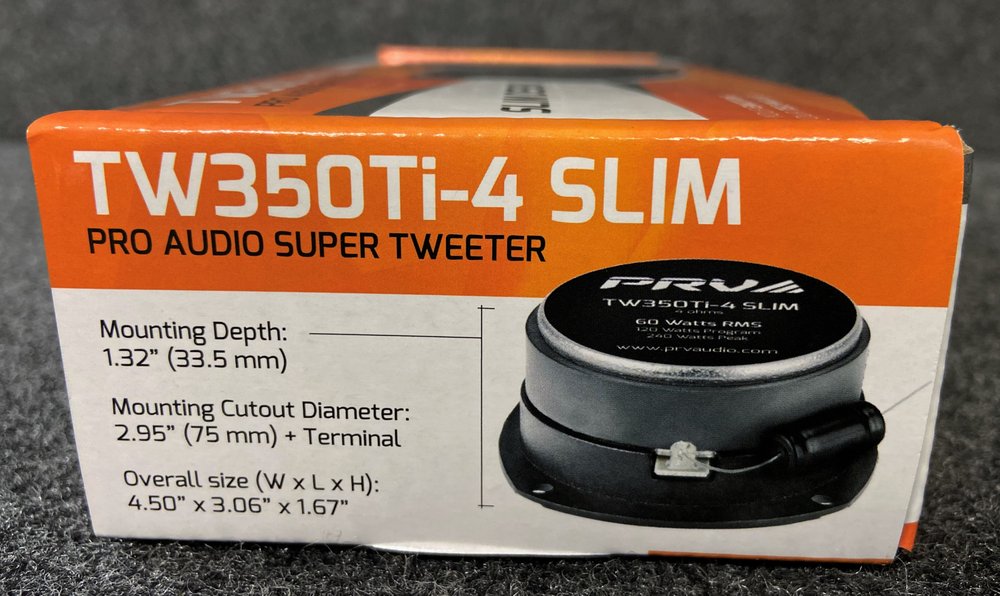 TW350Ti-4 SLIM
PRO AUDIO SUPER TWEETER
Mounting Depth:
1.32” (33.5 mm)
Mounting Cutout Diameter:
2.95” (75 mm) + Terminal
Overall size (W x L x H):
4.50” x 3.06” x 1.67”
PRV
TW350Ti-4 SLIM
4 ohms
60 Watts RMS
120 Watts Program
240 Watts Peak
www.prvaudio.com